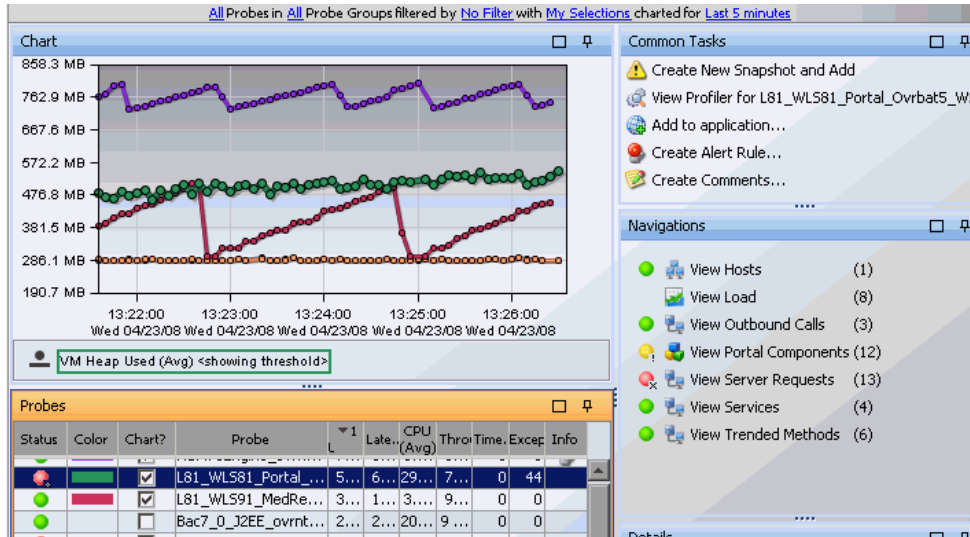 All Probes in All Probe Groups filtered by No Filter with My Selections charted for Last 5 minutes
Chart
858.3 MB
762.9 MB
667.6 MB
572.2 MB
476.8 MB
381.5 MB
286.1 MB
190.7 MB
13:22:00 13:23:00 13:24:00 13:25:00 13:26:00
Wed 04/23/08 Wed 04/23/08 Wed 04/23/08 Wed 04/23/08 Wed 04/23/08
VM Heap Used (Avg) <showing threshold>
Probes
Status Color Chart? Probe 1 L Late.. CPU (Avg) Thro Time. Excep Info
L81_WLS81_Portal_... 5... 6... 29... 7... 0 44
L81_WLS91_MedRe... 3... 1... 3.... 9... 0 0
Bac7_0_J2EE_ovrnt... 2... 2... 20... 9 ... 0 0
Common Tasks
Create New Snapshot and Add
View Profiler for L81_WLS81_Portal_Ovrbat5_W
Add to application...
Create Alert Rule...
Create Comments...
Navigations
View Hosts (1)
View Load (8)
View Outbound Calls (3)
View Portal Components (12)
View Server Requests (13)
View Services (4)
View Trended Methods (6)
Details